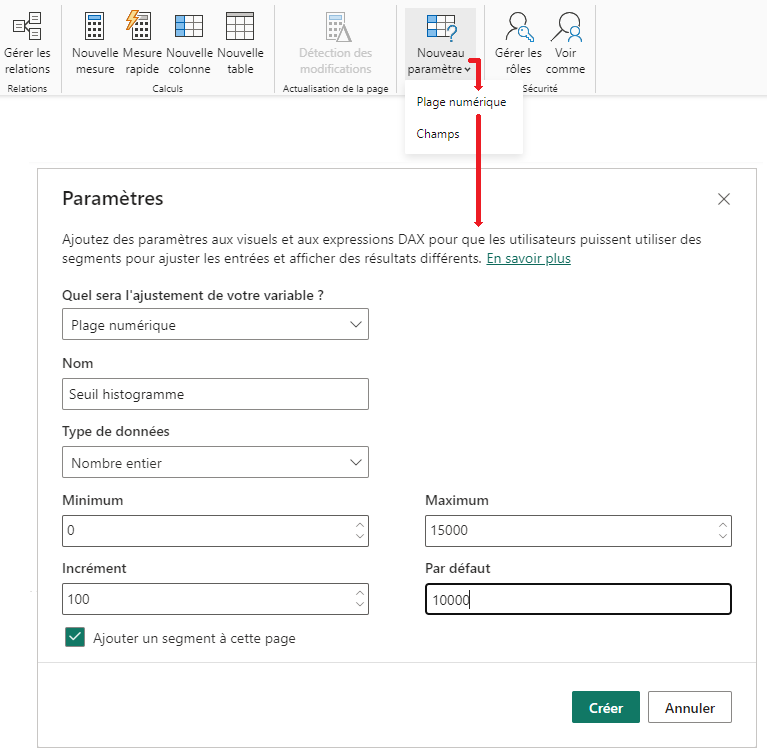 Gérer les relations
Nouvelle mesure
Mesure rapide
Nouvelle colonne
Nouvelle table
Détection des modifications
Nouveau paramètre
Gérer les rôles
Voir comme
Relations
Calculs
Actualisation de la page
Sécurité
Plage numérique
Champs
Paramètres
Ajoutez des paramètres aux visuels et aux expressions DAX pour que les utilisateurs puissent utiliser des
segments pour ajuster les entrées et afficher des résultats différents. En savoir plus
Quel sera l'ajustement de votre variable ?
Plage numérique
Nom
Seuil histogramme
Type de données
Nombre entier
Minimum
Maximum
0
15000
Incrément
Par défaut
100
10000
Ajouter un segment à cette page
Créer
Annuler